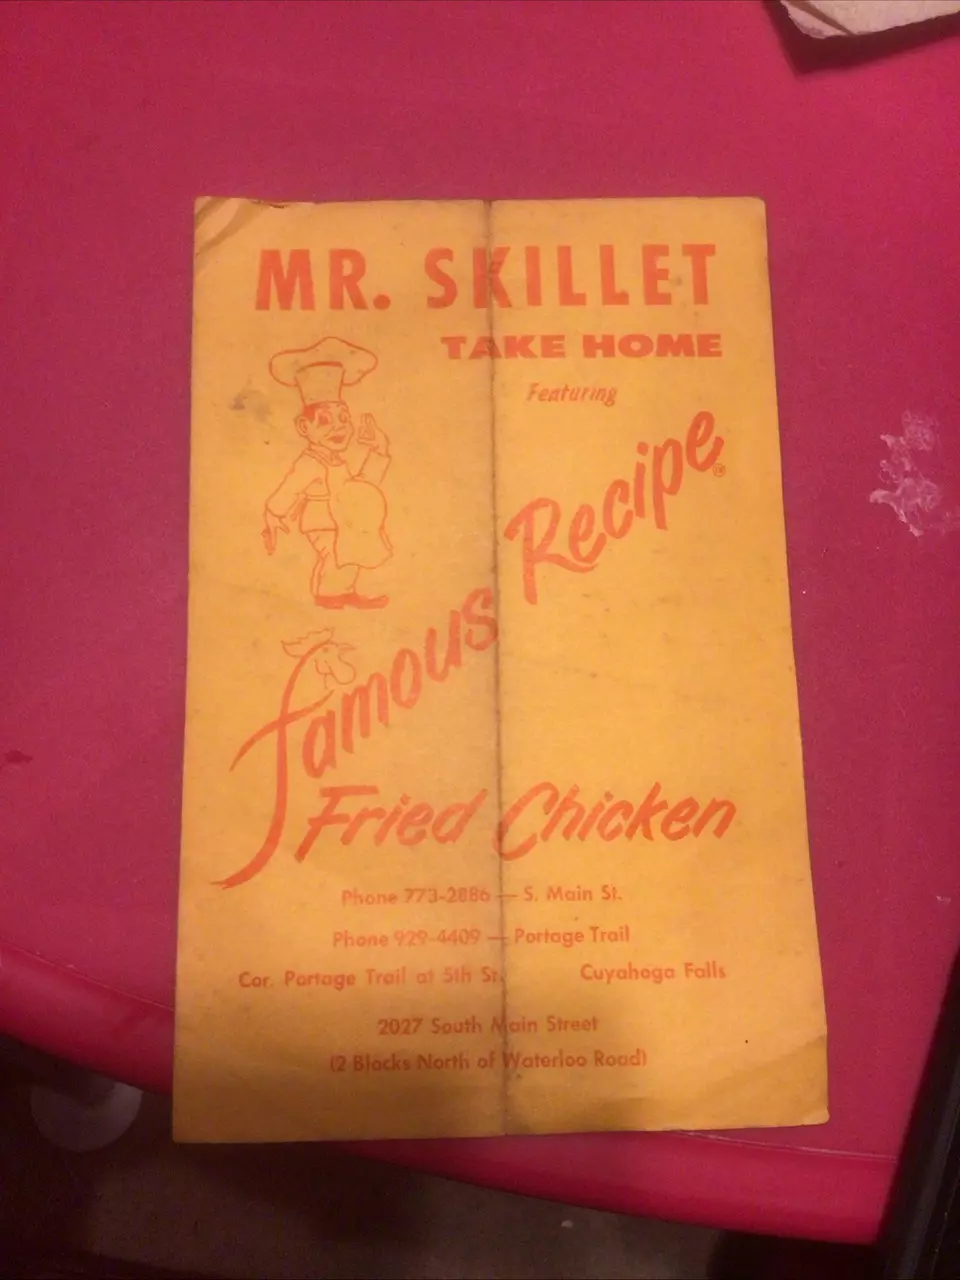 MR. SKILLET
TAKE HOME
Featuring
Famous Recipe®
Fried Chicken
Phone 773-2886 — S. Main St.
Phone 929-4409 — Portage Trail
Cor. Portage Trail at 5th St. Cuyahoga Falls
2027 South Main Street
(2 Blocks North of Waterloo Road)